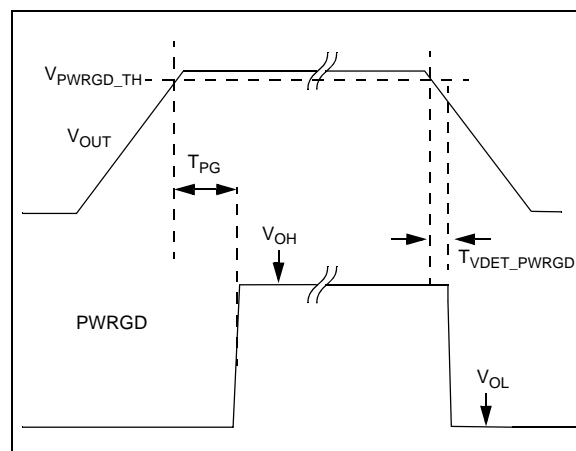 V_PWRGD_TH
V_OUT
T_PG
V_OH
T_VDET_PWRGD
PWRGD
V_OL